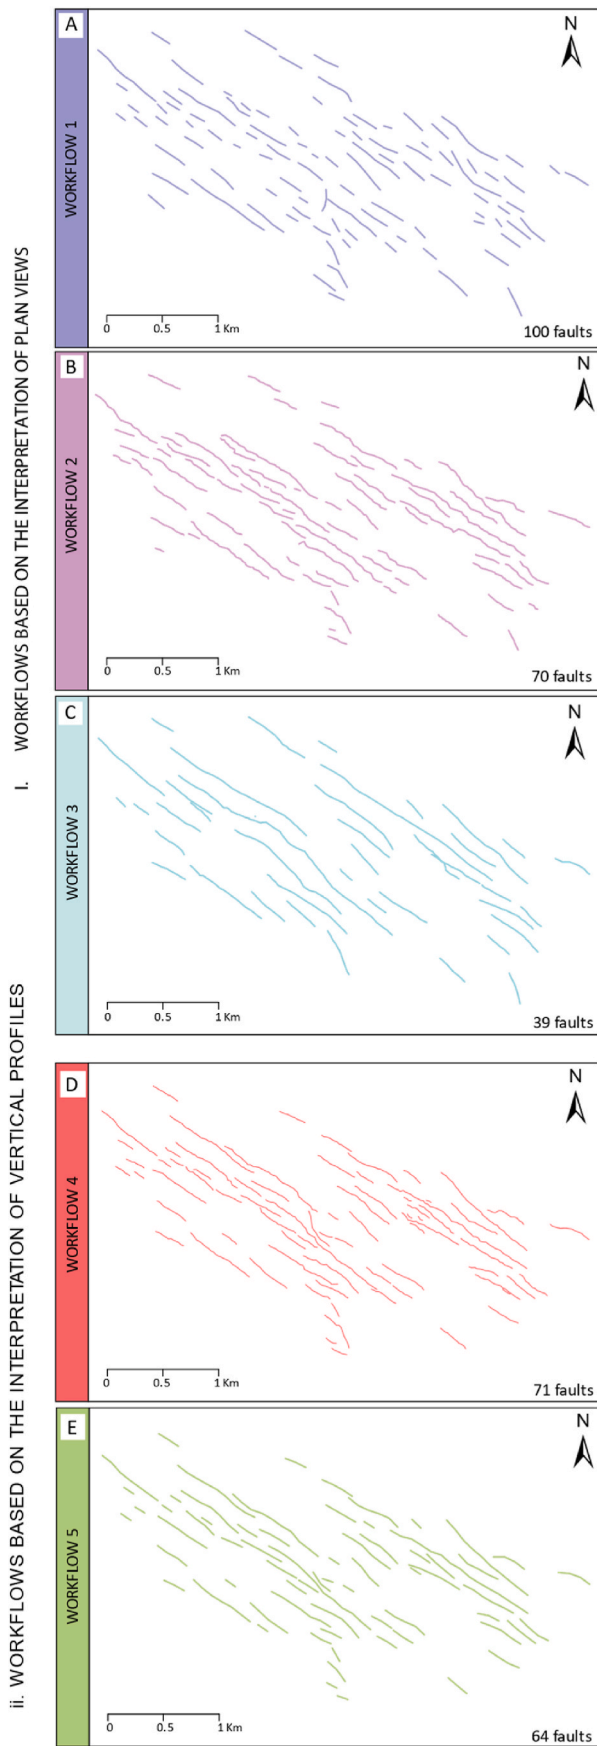 I. WORKFLOWS BASED ON THE INTERPRETATION OF PLAN VIEWS
A
WORKFLOW 1
N
0 0.5 1 Km
100 faults
B
WORKFLOW 2
N
0 0.5 1 Km
70 faults
C
WORKFLOW 3
N
0 0.5 1 Km
39 faults
ii. WORKFLOWS BASED ON THE INTERPRETATION OF VERTICAL PROFILES
D
WORKFLOW 4
N
0 0.5 1 Km
71 faults
E
WORKFLOW 5
N
0 0.5 1 Km
64 faults